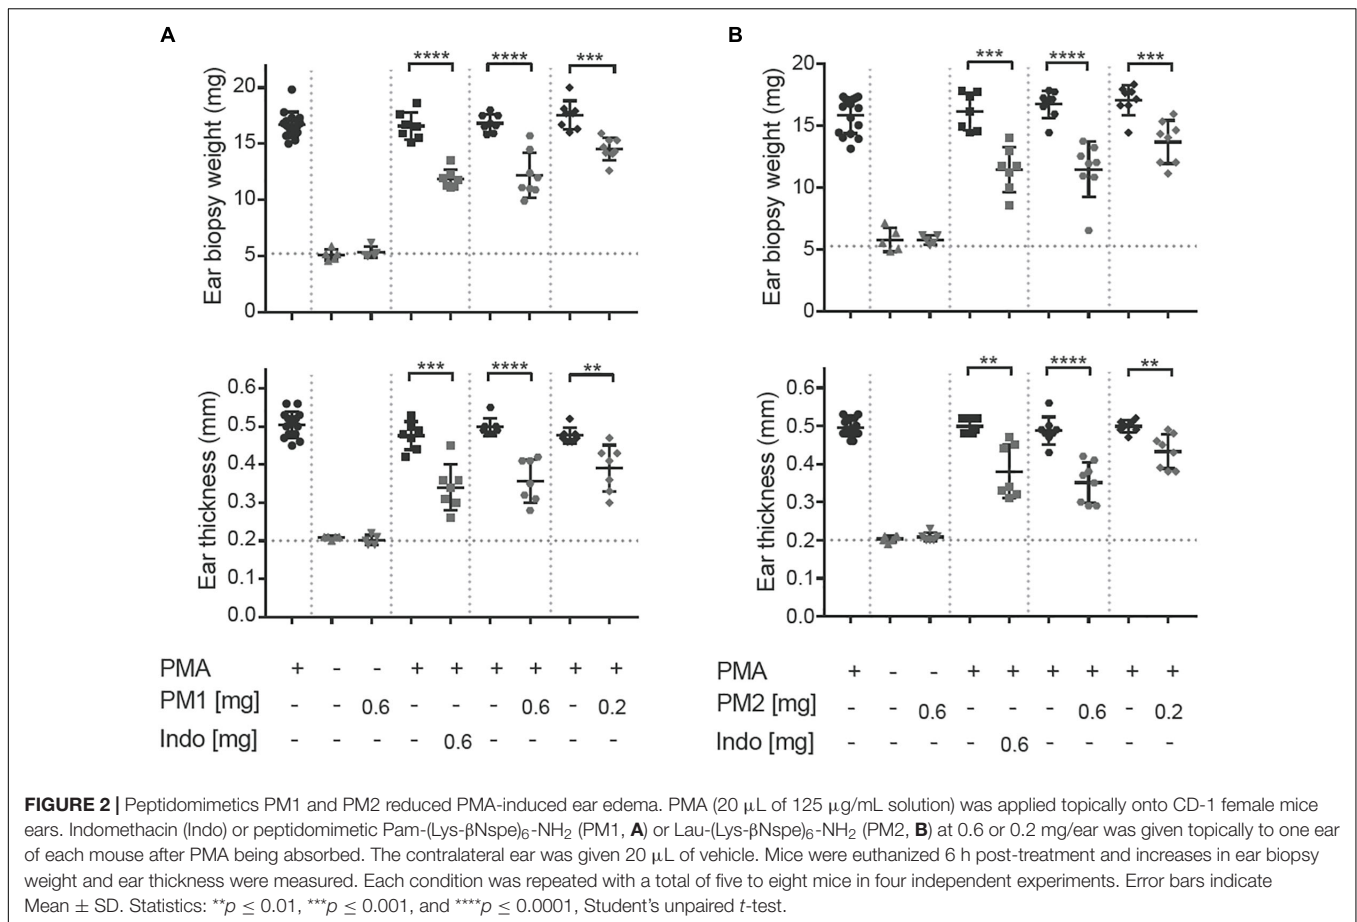 A
B
**** **** ***
*** **** ***
Ear biopsy weight (mg)
20
15
10
5
0
Ear biopsy weight (mg)
20
15
10
5
0
*** **** **
** **** **
Ear thickness (mm)
0.6
0.5
0.4
0.3
0.2
0.1
0.0
Ear thickness (mm)
0.6
0.5
0.4
0.3
0.2
0.1
0.0
PMA + - - + + + + + +
PM1 [mg] - - 0.6 - - - 0.6 - 0.2
Indo [mg] - - - - 0.6 - - - -
PMA + - - + + + + + +
PM2 [mg] - - 0.6 - - - 0.6 - 0.2
Indo [mg] - - - - 0.6 - - - -
FIGURE 2 | Peptidomimetics PM1 and PM2 reduced PMA-induced ear edema. PMA (20 μL of 125 μg/mL solution) was applied topically onto CD-1 female mice
ears. Indomethacin (Indo) or peptidomimetic Pam-(Lys-βNspe)6-NH2 (PM1, A) or Lau-(Lys-βNspe)6-NH2 (PM2, B) at 0.6 or 0.2 mg/ear was given topically to one ear
of each mouse after PMA being absorbed. The contralateral ear was given 20 μL of vehicle. Mice were euthanized 6 h post-treatment and increases in ear biopsy
weight and ear thickness were measured. Each condition was repeated with a total of five to eight mice in four independent experiments. Error bars indicate
Mean ± SD. Statistics: **p ≤ 0.01, ***p ≤ 0.001, and ****p ≤ 0.0001, Student's unpaired t-test.